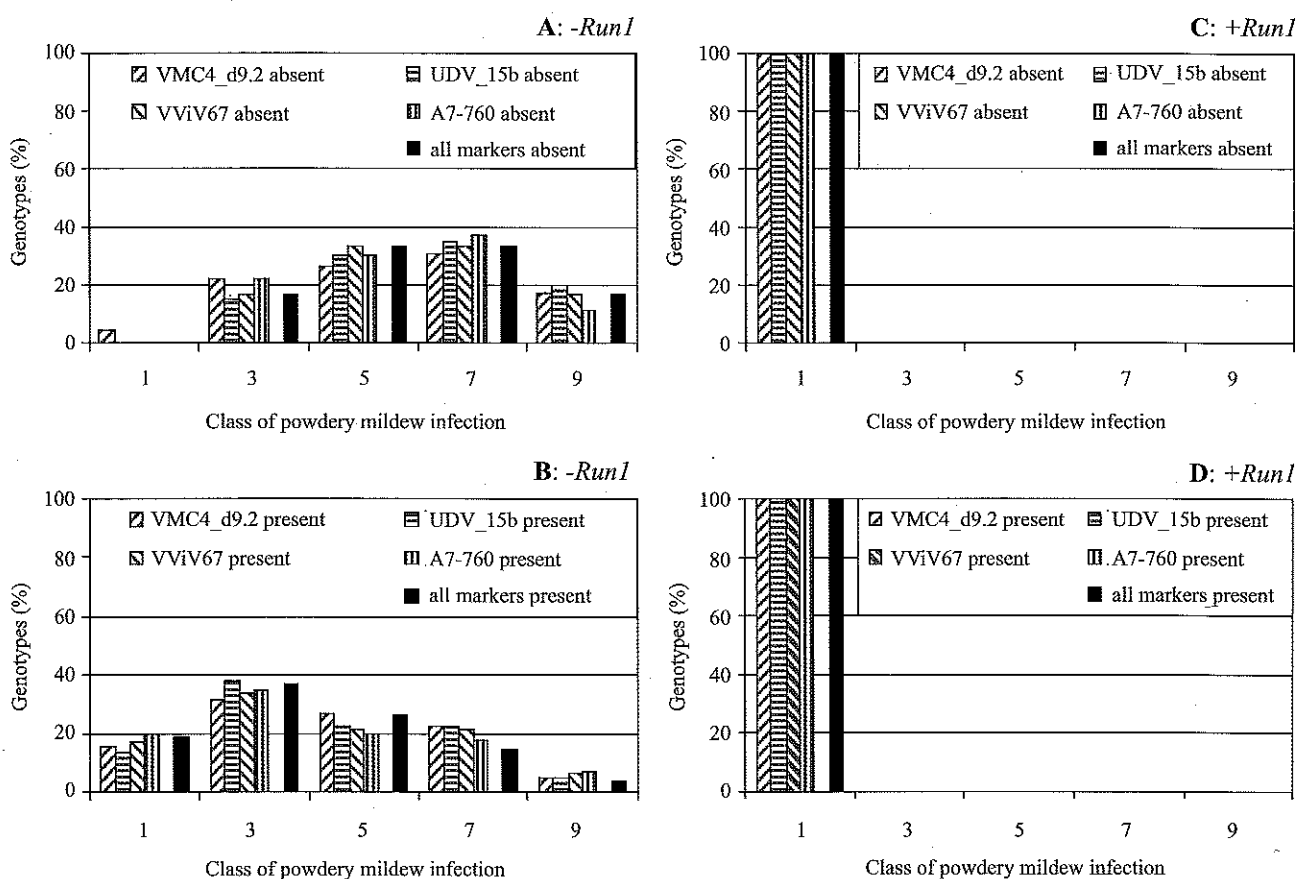 A: -Run1
100
80
60
40
20
0
Genotypes (%)
VMC4_d9.2 absent
UDV_15b absent
VViV67 absent
A7-760 absent
all markers absent
1 3 5 7 9
Class of powdery mildew infection
C: +Run1
100
80
60
40
20
0
Genotypes (%)
VMC4_d9.2 absent
UDV_15b absent
VViV67 absent
A7-760 absent
all markers absent
1 3 5 7 9
Class of powdery mildew infection
B: -Run1
100
80
60
40
20
0
Genotypes (%)
VMC4_d9.2 present
UDV_15b present
VViV67 present
A7-760 present
all markers present
1 3 5 7 9
Class of powdery mildew infection
D: +Run1
100
80
60
40
20
0
Genotypes (%)
VMC4_d9.2 present
UDV_15b present
VViV67 present
A7-760 present
all markers present
1 3 5 7 9
Class of powdery mildew infection